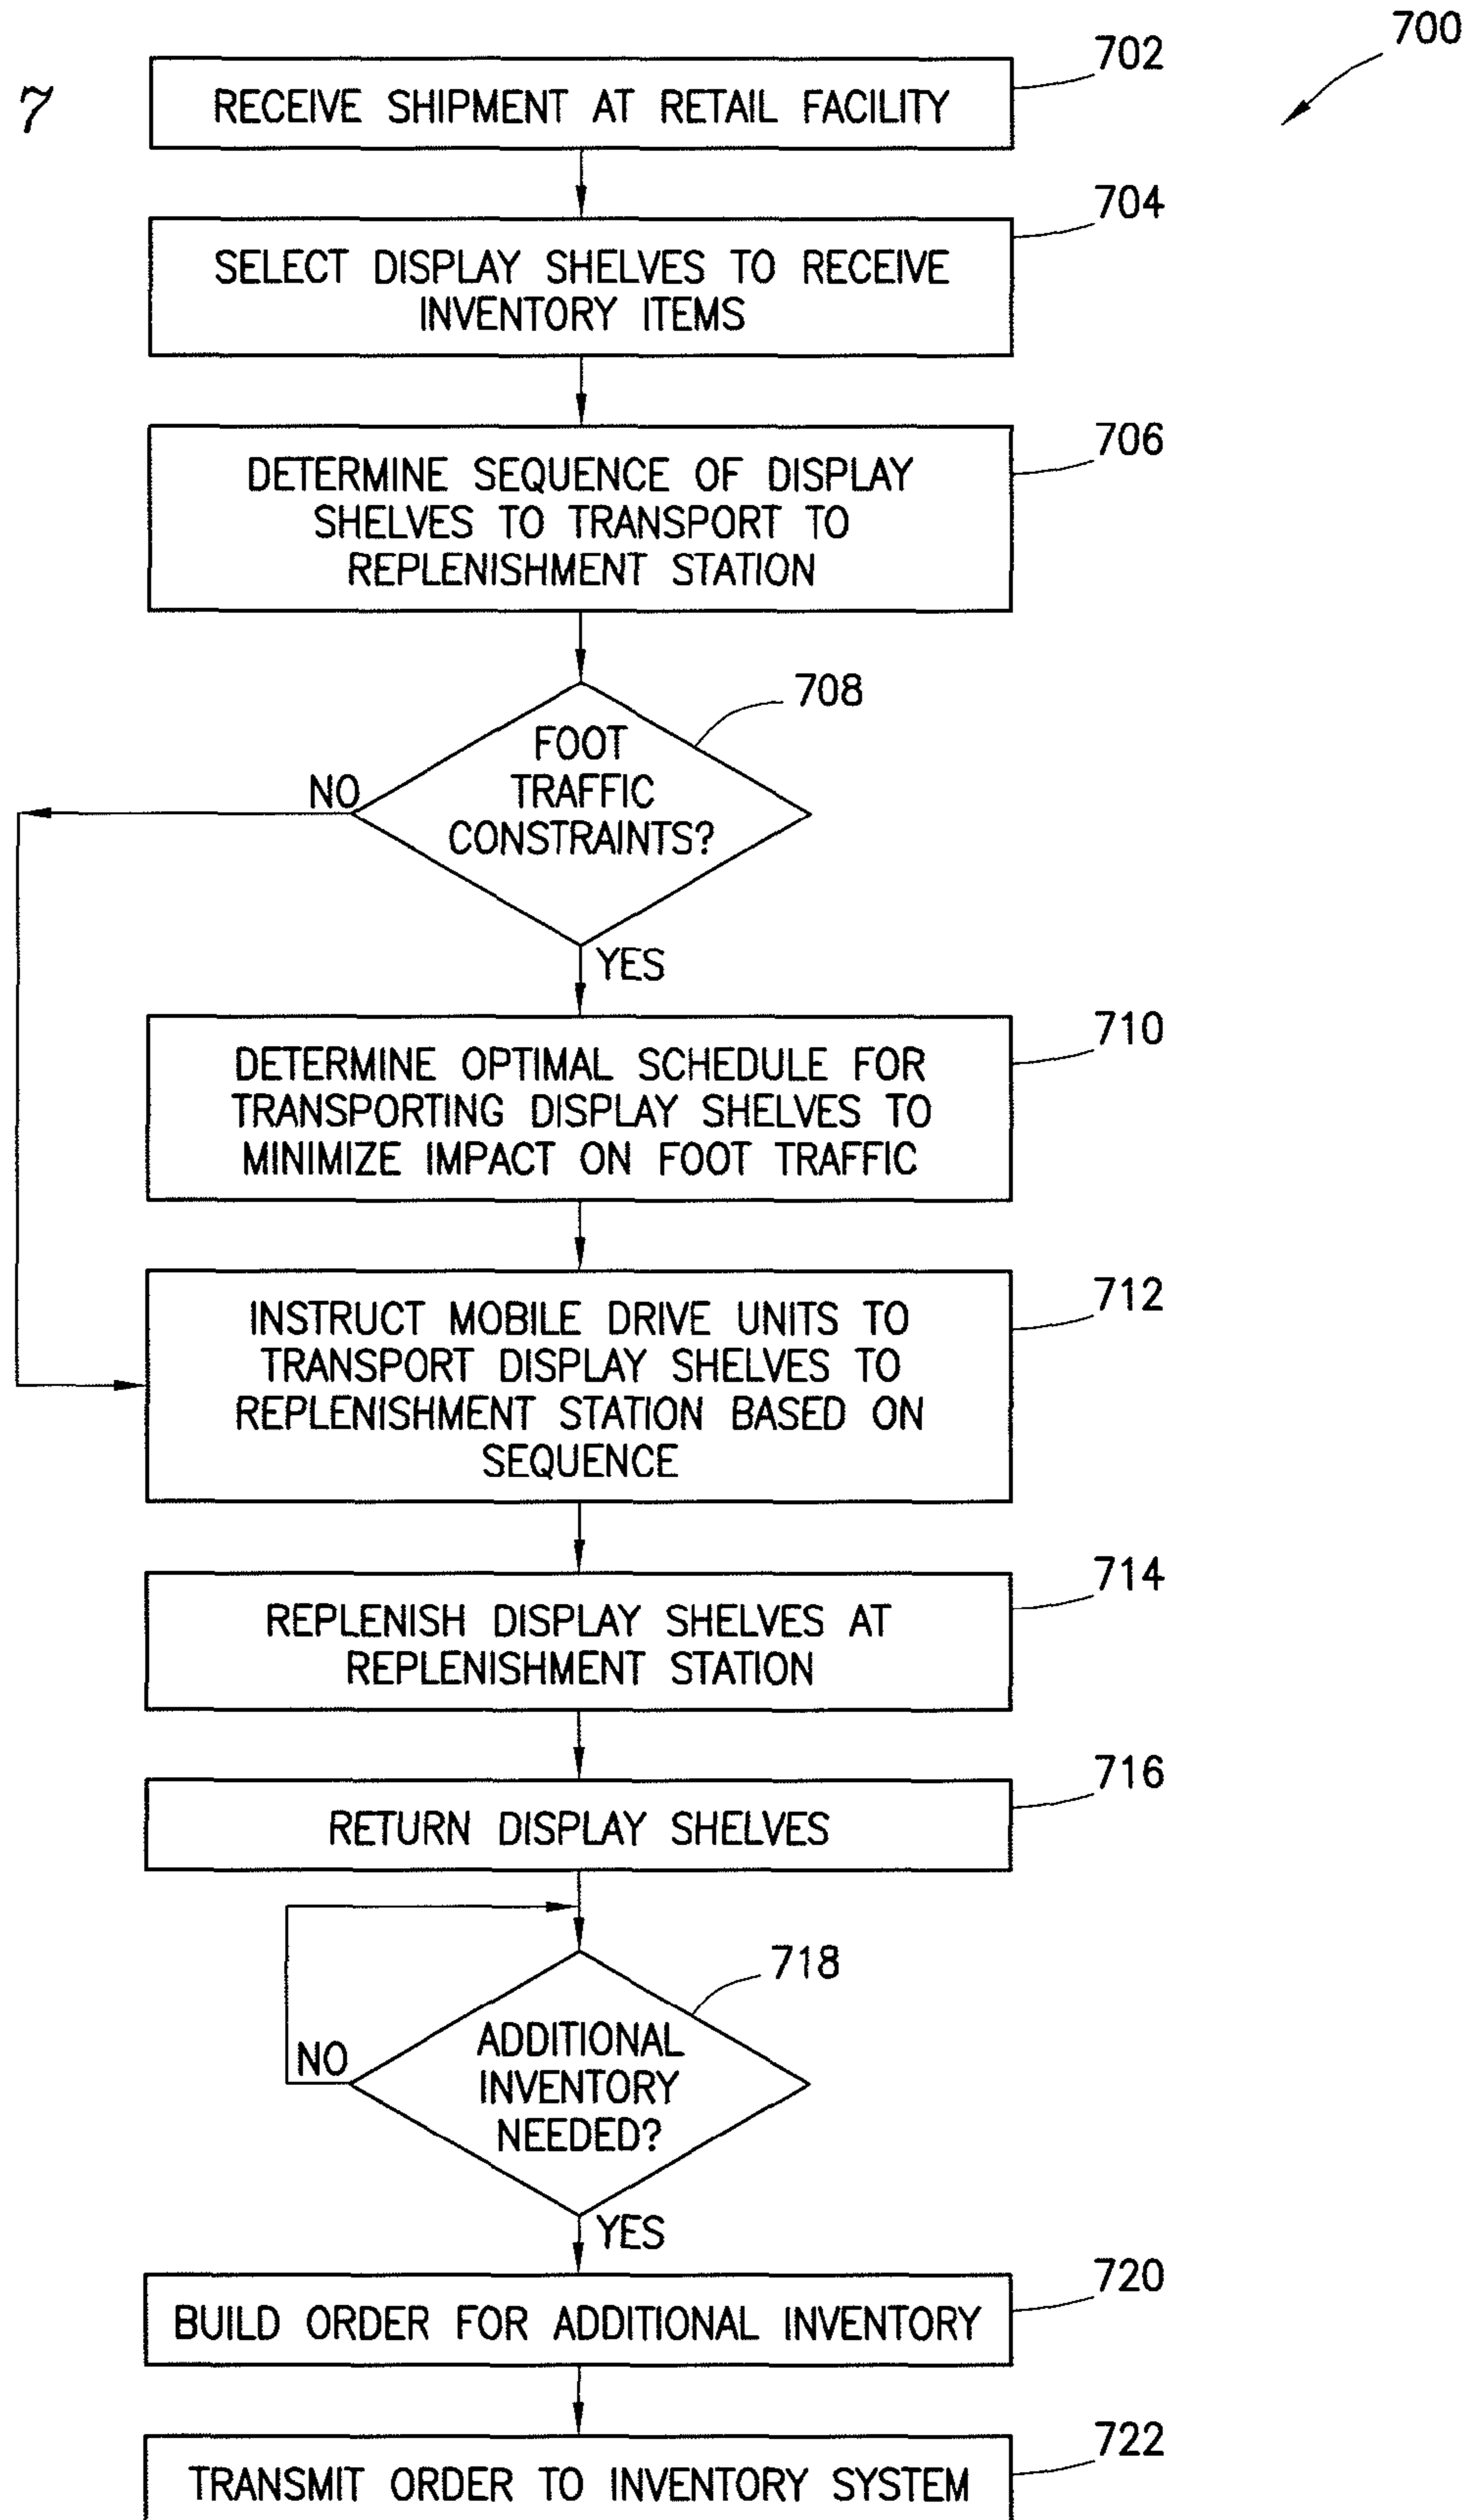 700
7
702
RECEIVE SHIPMENT AT RETAIL FACILITY
704
SELECT DISPLAY SHELVES TO RECEIVE
INVENTORY ITEMS
706
DETERMINE SEQUENCE OF DISPLAY
SHELVES TO TRANSPORT TO
REPLENISHMENT STATION
708
FOOT
TRAFFIC
CONSTRAINTS?
NO
YES
710
DETERMINE OPTIMAL SCHEDULE FOR
TRANSPORTING DISPLAY SHELVES TO
MINIMIZE IMPACT ON FOOT TRAFFIC
712
INSTRUCT MOBILE DRIVE UNITS TO
TRANSPORT DISPLAY SHELVES TO
REPLENISHMENT STATION BASED ON
SEQUENCE
714
REPLENISH DISPLAY SHELVES AT
REPLENISHMENT STATION
716
RETURN DISPLAY SHELVES
718
ADDITIONAL
INVENTORY
NEEDED?
NO
YES
720
BUILD ORDER FOR ADDITIONAL INVENTORY
722
TRANSMIT ORDER TO INVENTORY SYSTEM